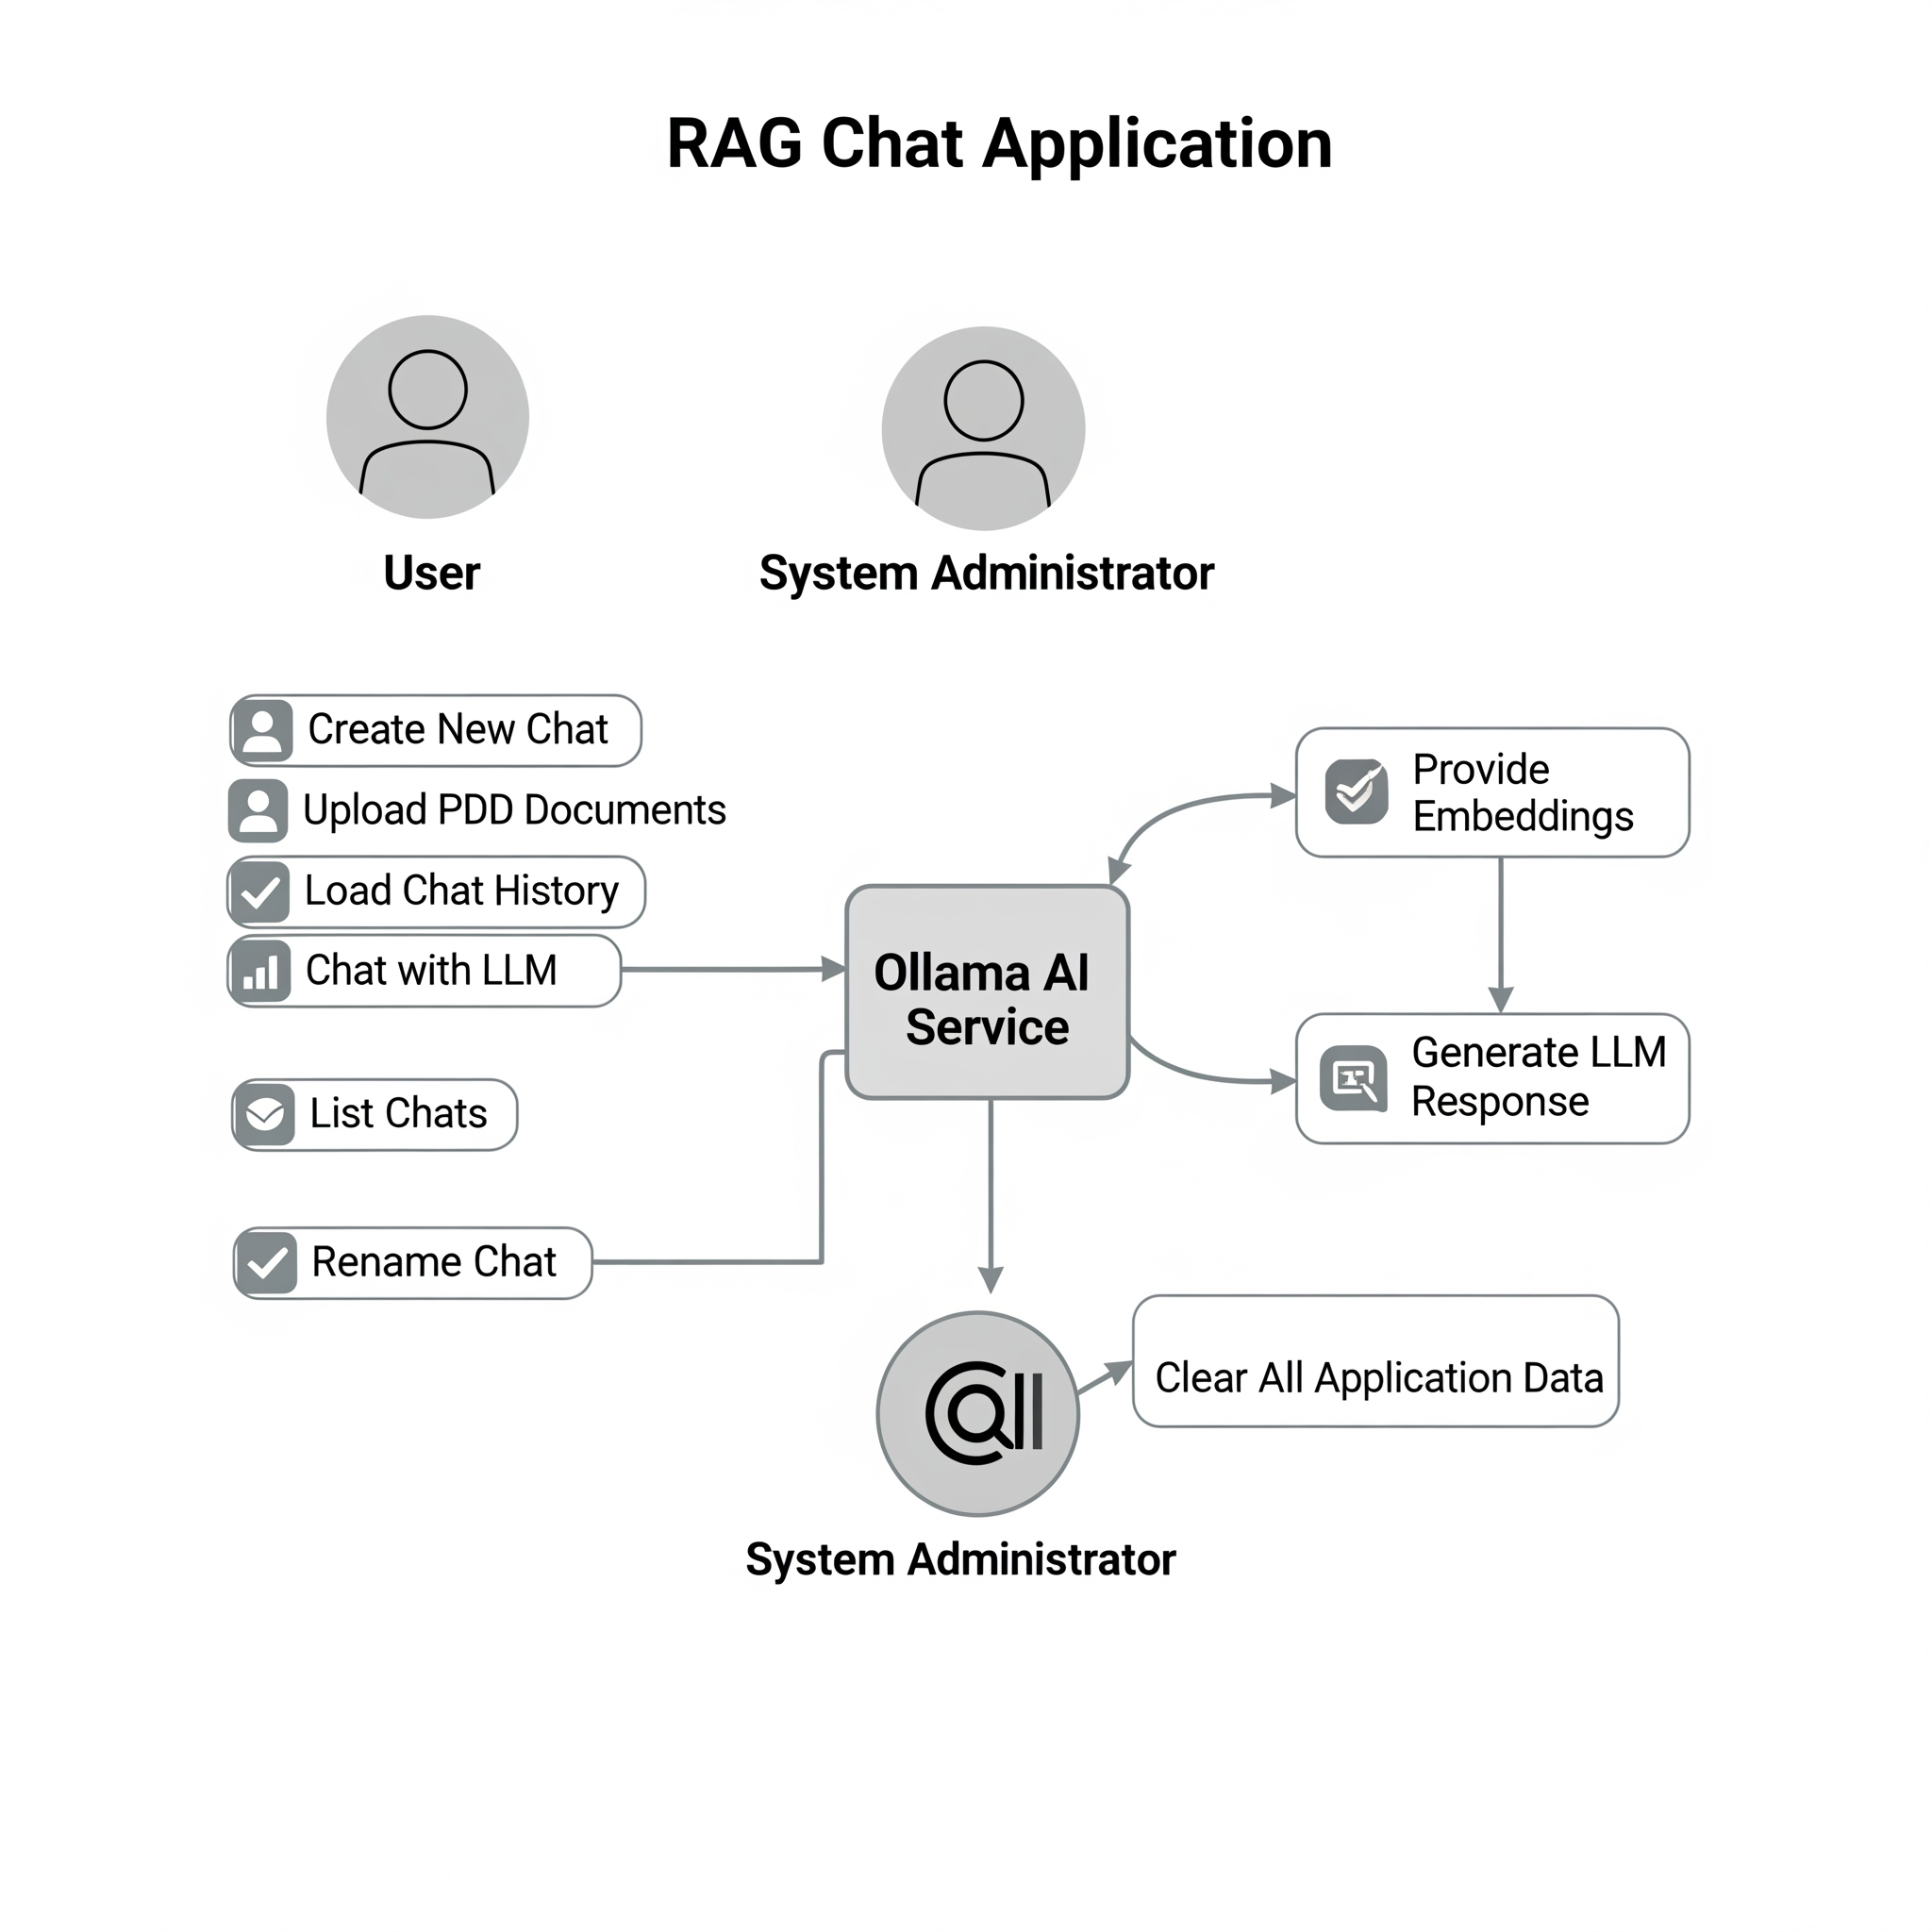 RAG Chat Application
User
System Administrator
Create New Chat
Upload PDD Documents
Load Chat History
Chat with LLM
List Chats
Rename Chat
Ollama AI
Service
Provide
Embeddings
Generate LLM
Response
Clear All Application Data
System Administrator